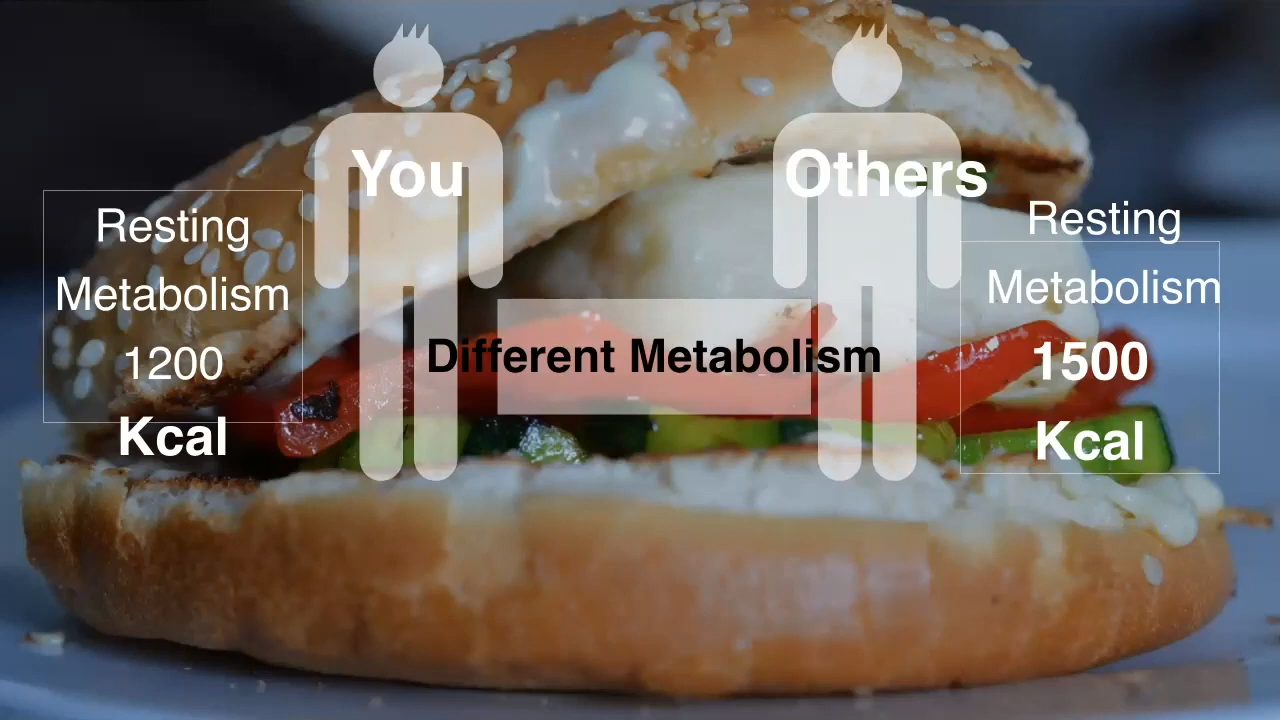 You
Others
Resting
Metabolism
1200
Kcal
Different Metabolism
Resting
Metabolism
1500
Kcal